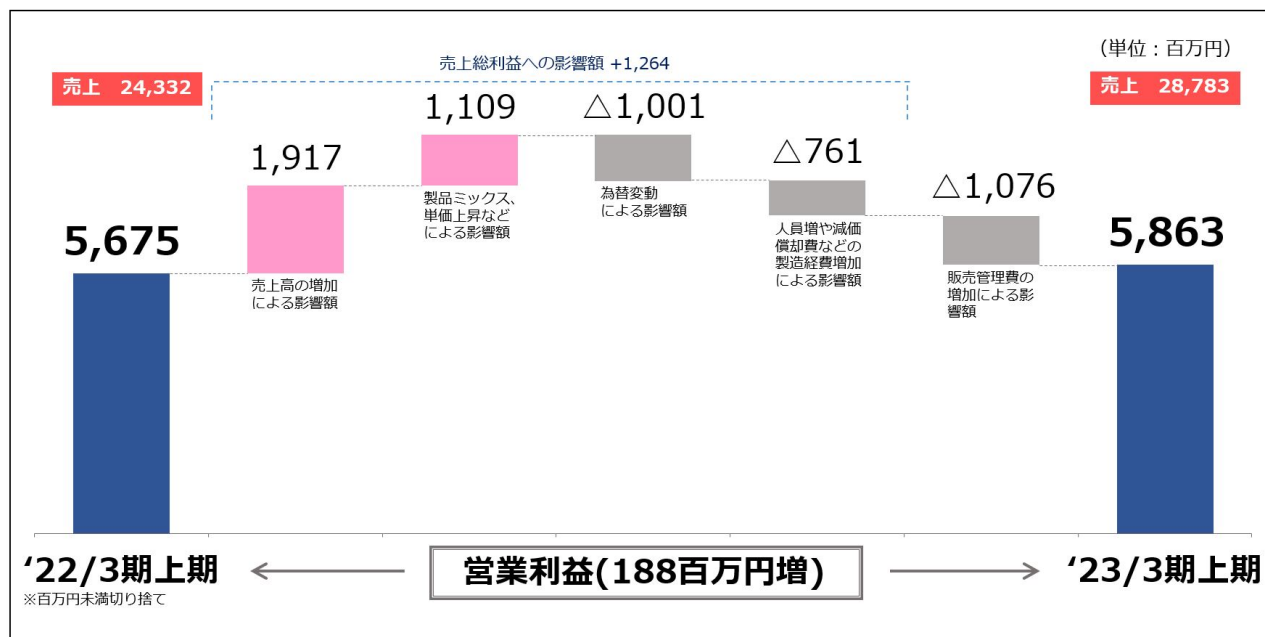 (単位:百万円)
売上総利益への影響額 +1,264
売上 24,332
売上 28,783
5,675
1,917
売上高の増加
による影響額
1,109
製品ミックス、
単価上昇など
による影響額
△1,001
為替変動
による影響額
△761
人員増や減価
償却費などの
製造経費増加
による影響額
△1,076
販売管理費の
増加による影
響額
5,863
‘22/3期上期
営業利益(188百万円増)
‘23/3期上期
※百万円未満切り捨て